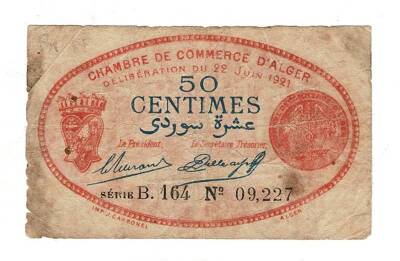 CHAMBRE DE COMMERCE D'ALGER
DÉLIBÉRATION DU 22 JUIN 1921
50
CENTIMES
عشرة سوردي
Le Président, Le Secrétaire Trésorier,
SÉRIE B. 164 Nº 09,227
IMP. J. CARBONEL ALGER